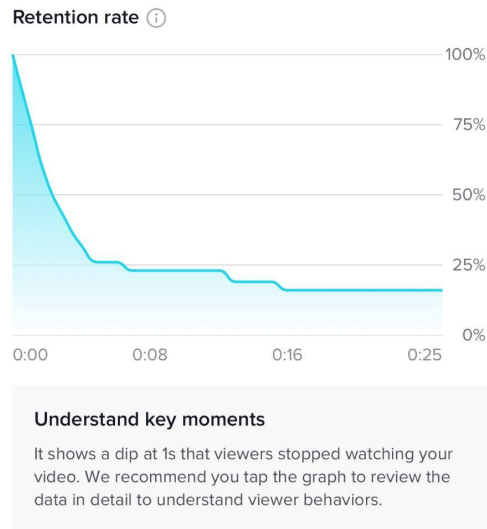 Retention rate
100%
75%
50%
25%
0%
0:00 0:08 0:16 0:25
Understand key moments
It shows a dip at 1s that viewers stopped watching your
video. We recommend you tap the graph to review the
data in detail to understand viewer behaviors.